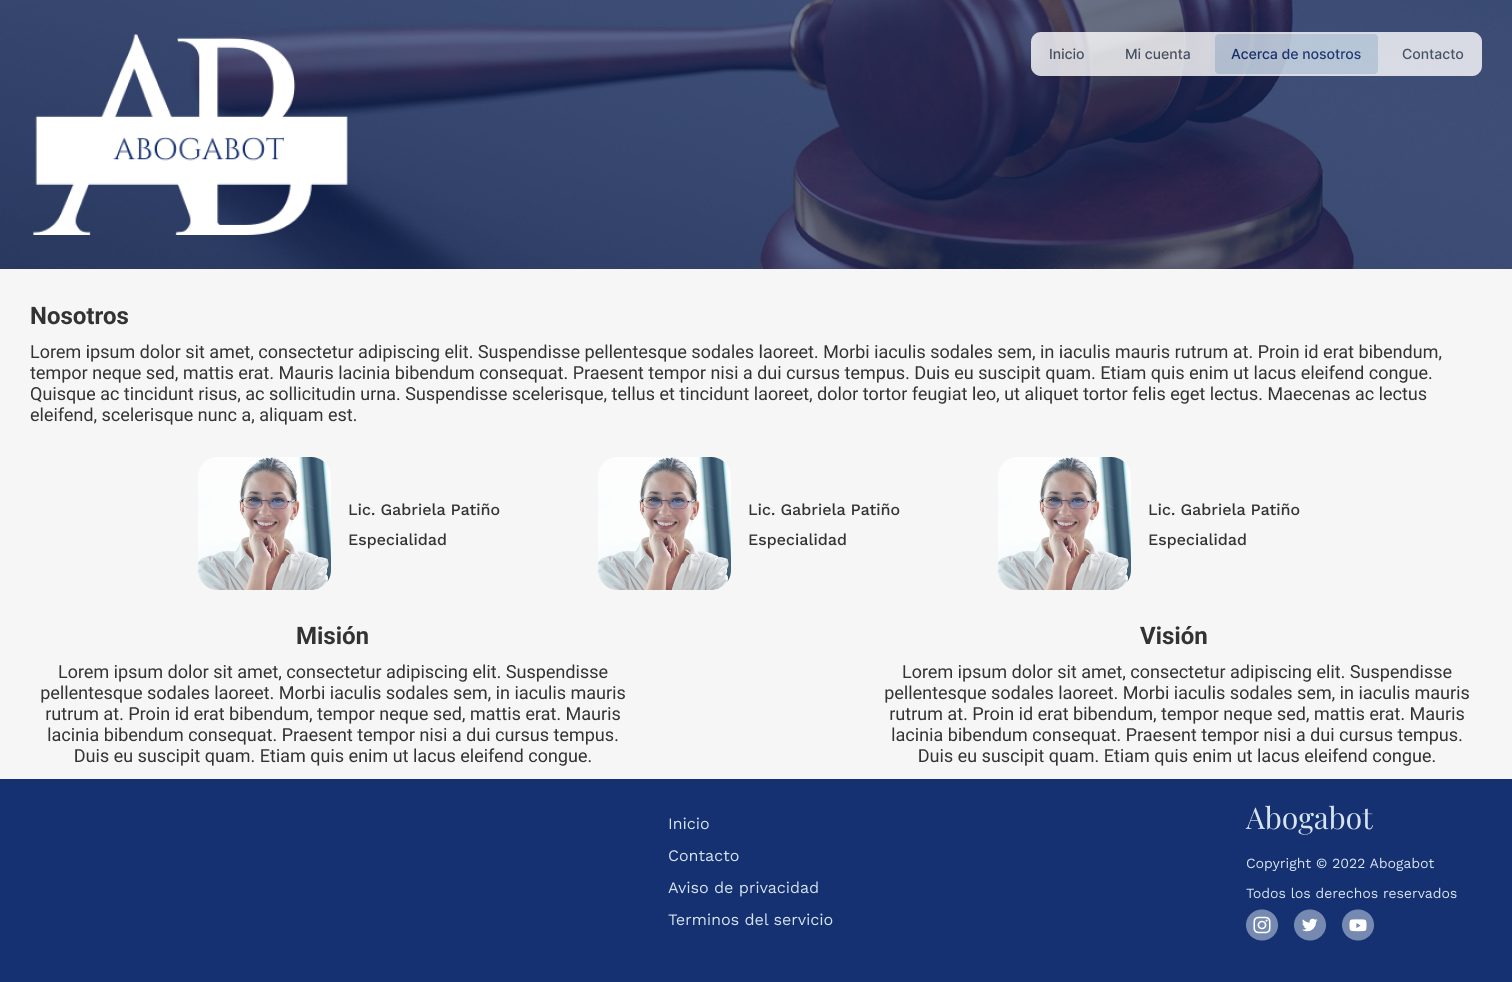 AB
ABOGABOT
Inicio
Mi cuenta
Acerca de nosotros
Contacto
Nosotros
Lorem ipsum dolor sit amet, consectetur adipiscing elit. Suspendisse pellentesque sodales laoreet. Morbi iaculis sodales sem, in iaculis mauris rutrum at. Proin id erat bibendum,
tempor neque sed, mattis erat. Mauris lacinia bibendum consequat. Praesent tempor nisi a dui cursus tempus. Duis eu suscipit quam. Etiam quis enim ut lacus eleifend congue.
Quisque ac tincidunt risus, ac sollicitudin urna. Suspendisse scelerisque, tellus et tincidunt laoreet, dolor tortor feugiat leo, ut aliquet tortor felis eget lectus. Maecenas ac lectus
eleifend, scelerisque nunc a, aliquam est.
Lic. Gabriela Patiño
Especialidad
Lic. Gabriela Patiño
Especialidad
Lic. Gabriela Patiño
Especialidad
Misión
Lorem ipsum dolor sit amet, consectetur adipiscing elit. Suspendisse
pellentesque sodales laoreet. Morbi iaculis sodales sem, in iaculis mauris
rutrum at. Proin id erat bibendum, tempor neque sed, mattis erat. Mauris
lacinia bibendum consequat. Praesent tempor nisi a dui cursus tempus.
Duis eu suscipit quam. Etiam quis enim ut lacus eleifend congue.
Visión
Lorem ipsum dolor sit amet, consectetur adipiscing elit. Suspendisse
pellentesque sodales laoreet. Morbi iaculis sodales sem, in iaculis mauris
rutrum at. Proin id erat bibendum, tempor neque sed, mattis erat. Mauris
lacinia bibendum consequat. Praesent tempor nisi a dui cursus tempus.
Duis eu suscipit quam. Etiam quis enim ut lacus eleifend congue.
Inicio
Contacto
Aviso de privacidad
Terminos del servicio
Abogabot
Copyright © 2022 Abogabot
Todos los derechos reservados